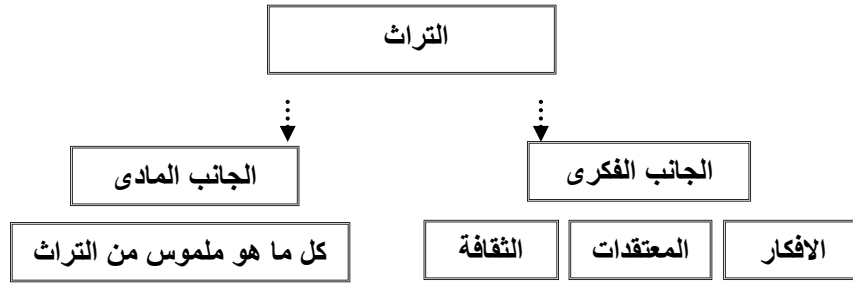 التراث
الجانب الفكرى
الجانب المادى
الافكار
المعتقدات
الثقافة
كل ما هو ملموس من التراث